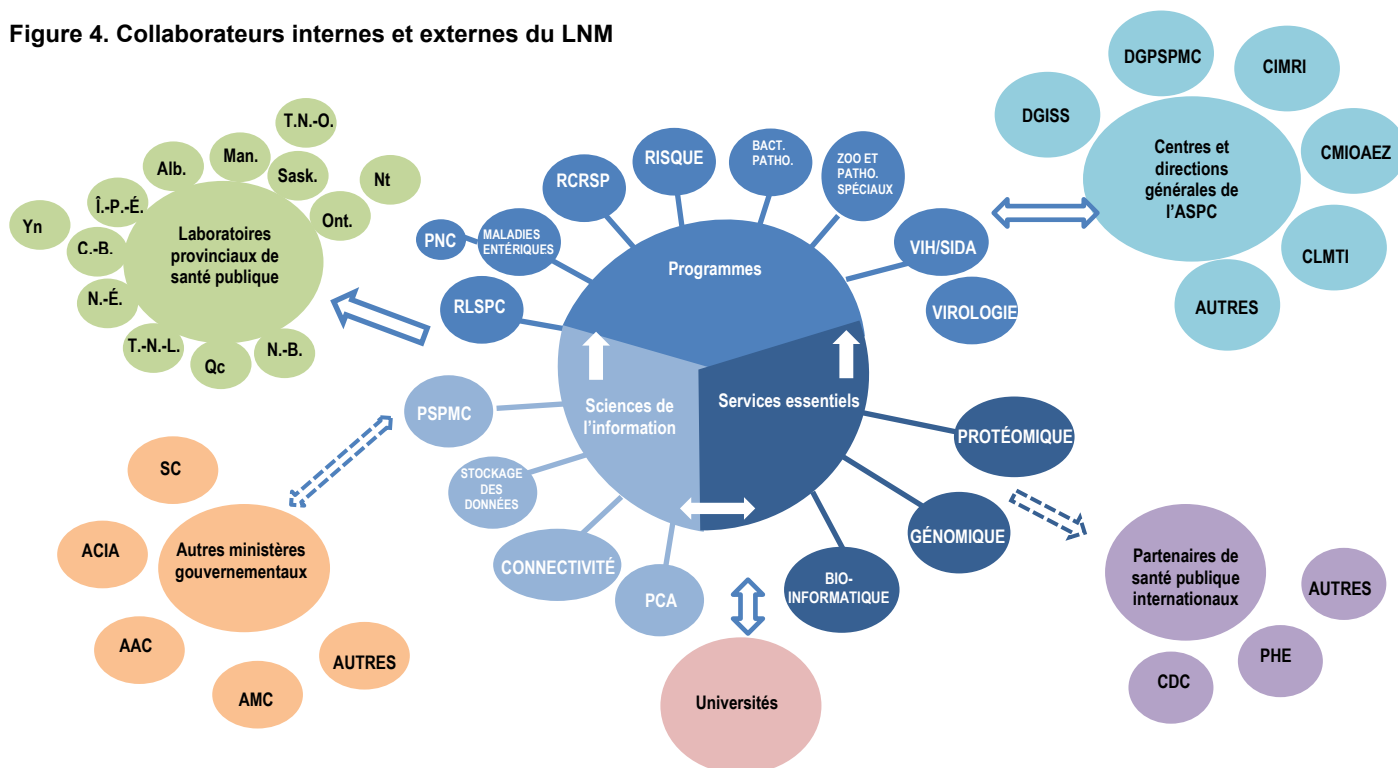 Figure 4. Collaborateurs internes et externes du LNM
T.N.-O.
Man.
Alb.
Sask.
Nt
Î.-P.-É.
Ont.
Yn
C.-B.
Laboratoires
provinciaux de
santé publique
N.-É.
T.-N.-L.
Qc
N.-B.
PNC
MALADIES
ENTÉRIQUES
RLSPC
RCRSP
RISQUE
BACT.
PATHO.
ZOO ET
PATHO.
SPÉCIAUX
VIH/SIDA
VIROLOGIE
Programmes
Sciences de
l’information
Services essentiels
DGISS
DGPSPMC
CIMRI
CMIOAEZ
CLMTI
AUTRES
Centres et
directions
générales de
l’ASPC
PSPMC
STOCKAGE
DES
DONNÉES
CONNECTIVITÉ
PCA
BIO-
INFORMATIQUE
GÉNOMIQUE
PROTÉOMIQUE
SC
ACIA
Autres ministères
gouvernementaux
AAC
AMC
AUTRES
Universités
Partenaires de
santé publique
internationaux
AUTRES
PHE
CDC